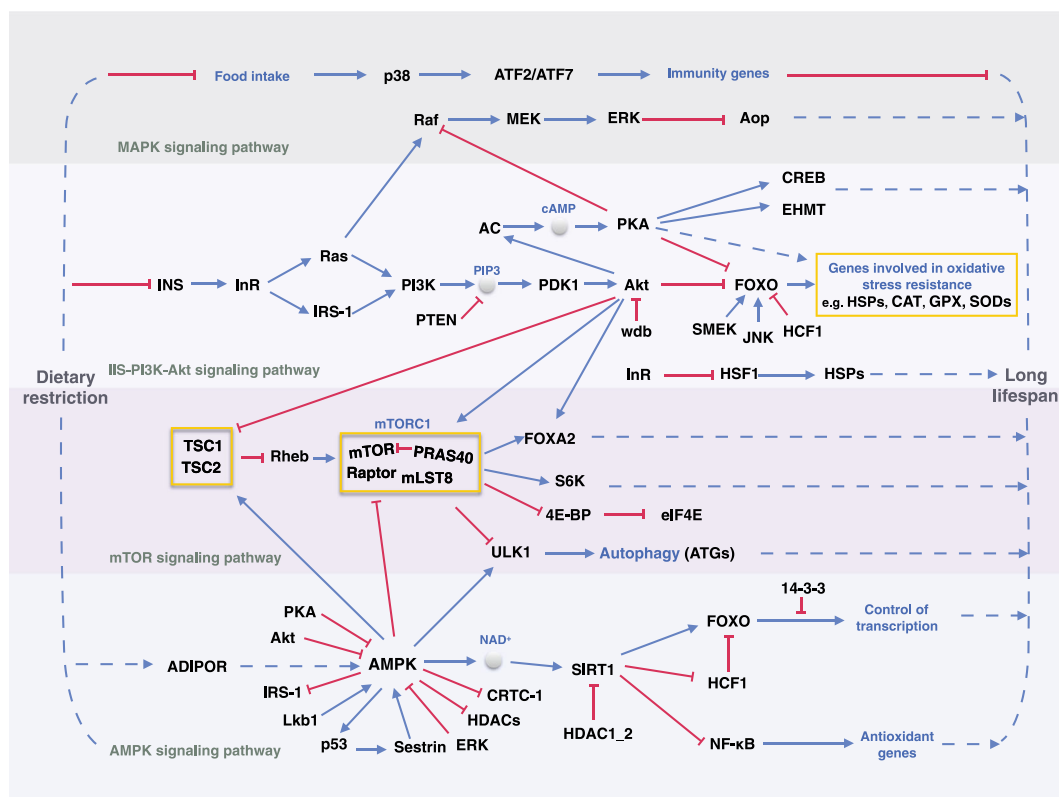 Food intake
p38
ATF2/ATF7
Immunity genes
Raf
MEK
ERK
Aop
MAPK signaling pathway
CREB
EHMT
cAMP
AC
PKA
Ras
PIP3
INS
InR
PI3K
PDK1
Akt
FOXO
Genes involved in oxidative
stress resistance
e.g. HSPs, CAT, GPX, SODs
IRS-1
PTEN
wdb
SMEK
JNK
HCF1
IIS-PI3K-Akt signaling pathway
InR
HSF1
HSPs
Dietary
restriction
Long
lifespan
mTORC1
TSC1
TSC2
Rheb
mTOR
PRAS40
Raptor
mLST8
FOXA2
S6K
4E-BP
eIF4E
mTOR signaling pathway
ULK1
Autophagy (ATGs)
14-3-3
PKA
Akt
FOXO
Control of
transcription
NAD+
ADIPOR
AMPK
SIRT1
IRS-1
CRTC-1
HCF1
Lkb1
HDACs
p53
Sestrin
ERK
HDAC1_2
NF-κB
Antioxidant
genes
AMPK signaling pathway